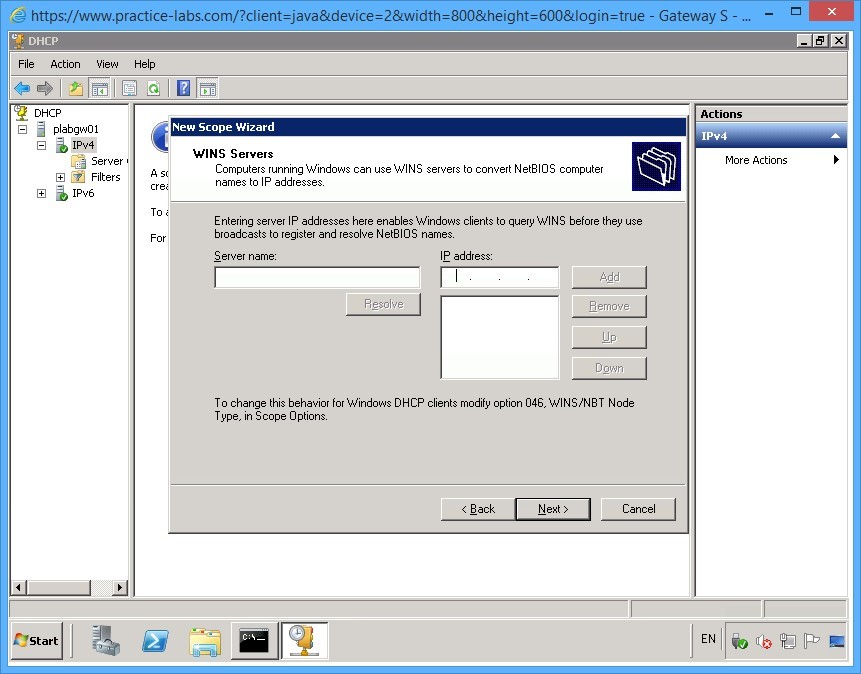 https://www.practice-labs.com/?client=java&device=2&width=800&height=600&login=true - Gateway S - ...
DHCP
File Action View Help
DHCP
plabgw01
IPv4
Server
Filters
IPv6
New Scope Wizard
WINS Servers
Computers running Windows can use WINS servers to convert NetBIOS computer
names to IP addresses.
Entering server IP addresses here enables Windows clients to query WINS before they use
broadcasts to register and resolve NetBIOS names.
Server name:
IP address:
Add
Resolve
Remove
Up
Down
To change this behavior for Windows DHCP clients modify option 046, WINS/NBT Node
Type, in Scope Options.
< Back
Next >
Cancel
To
For
Actions
IPv4
More Actions
Start
C:\
EN